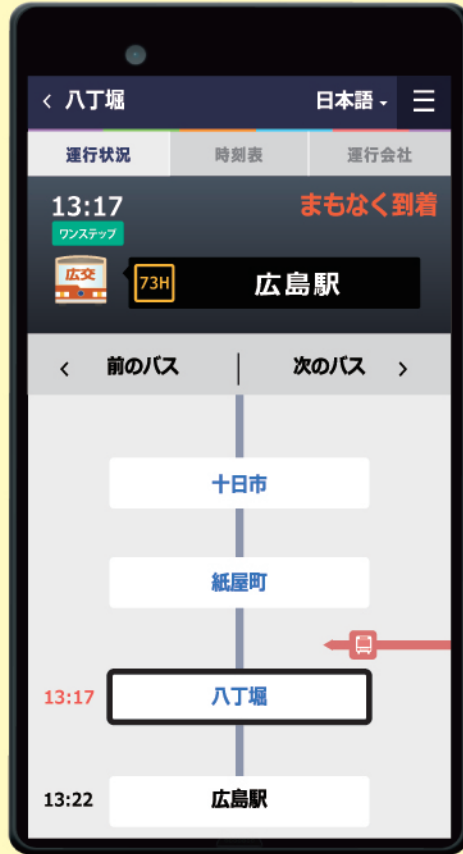 < 八丁堀 日本語 ☰
運行状況 時刻表 運行会社
13:17 まもなく到着
ワンステップ
広交 73H 広島駅
< 前のバス | 次のバス >
十日市
紙屋町
13:17 八丁堀
13:22 広島駅